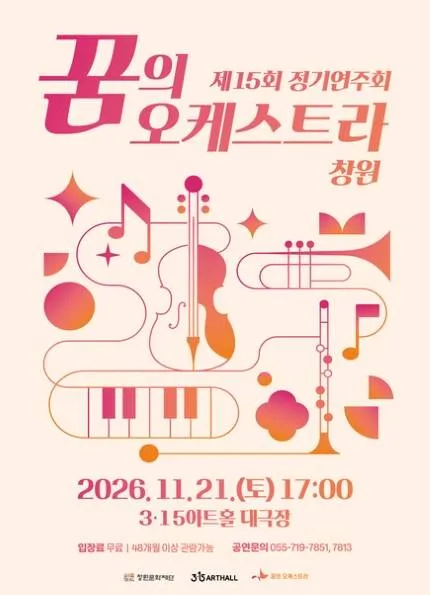 꿈의
제15회 정기연주회
오케스트라
창원
2026.11.21.(토) 17:00
3·15아트홀 대극장
입장료 무료 | 48개월 이상 관람가능 공연문의 055-719-7851, 7813
창원문화재단 3·15 ARTHALL 꿈의 오케스트라